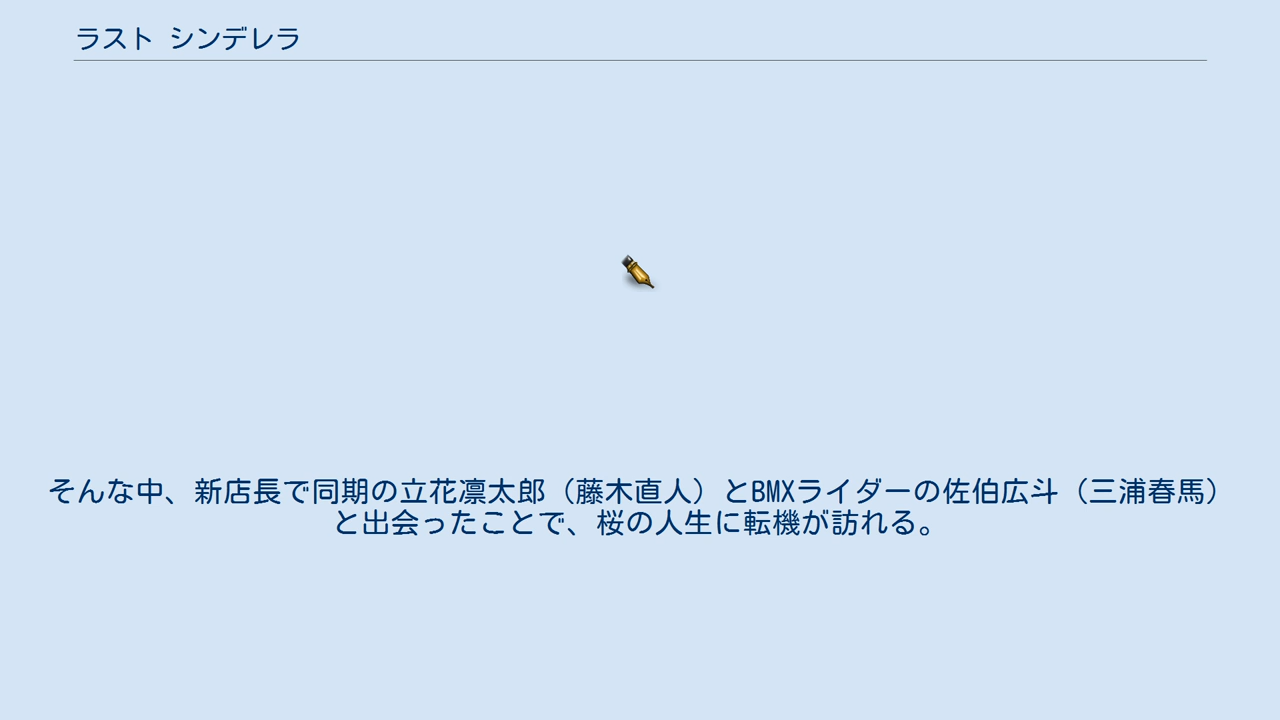 ラスト シンデレラ
そんな中、新店長で同期の立花凛太郎（藤木直人）とBMXライダーの佐伯広斗（三浦春馬）
と出会ったことで、桜の人生に転機が訪れる。